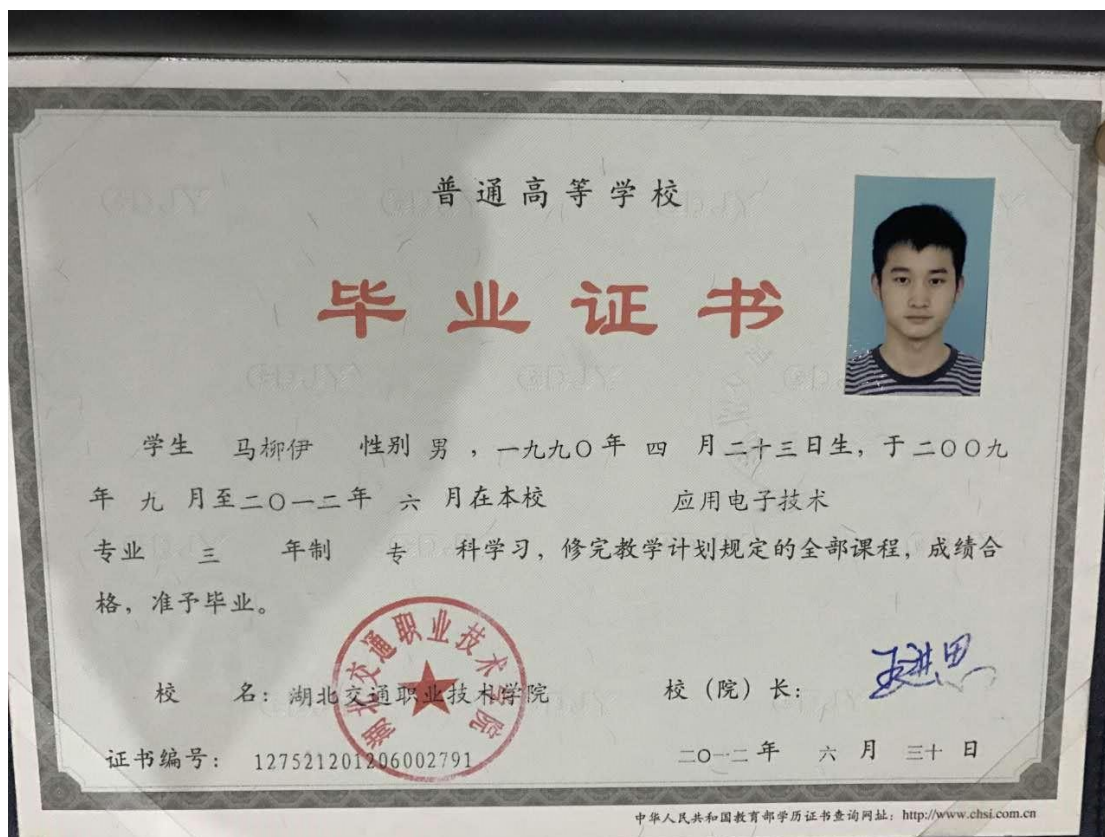 普通高等学校
毕业证书
学生 马柳伊 性别 男 ，一九九〇年 四 月二十三日生，于二〇〇九
年 九 月至二〇一二年 六 月在本校 应用电子技术
专业 三 年制 专 科学习，修完教学计划规定的全部课程，成绩合
格，准予毕业。
湖北交通职业技术学院
校 名：湖北交通职业技术学院 校（院）长：
证书编号：127521201206002791 二〇一二年 六 月 三十 日
中华人民共和国教育部学历证书查询网址：http://www.chsi.com.cn